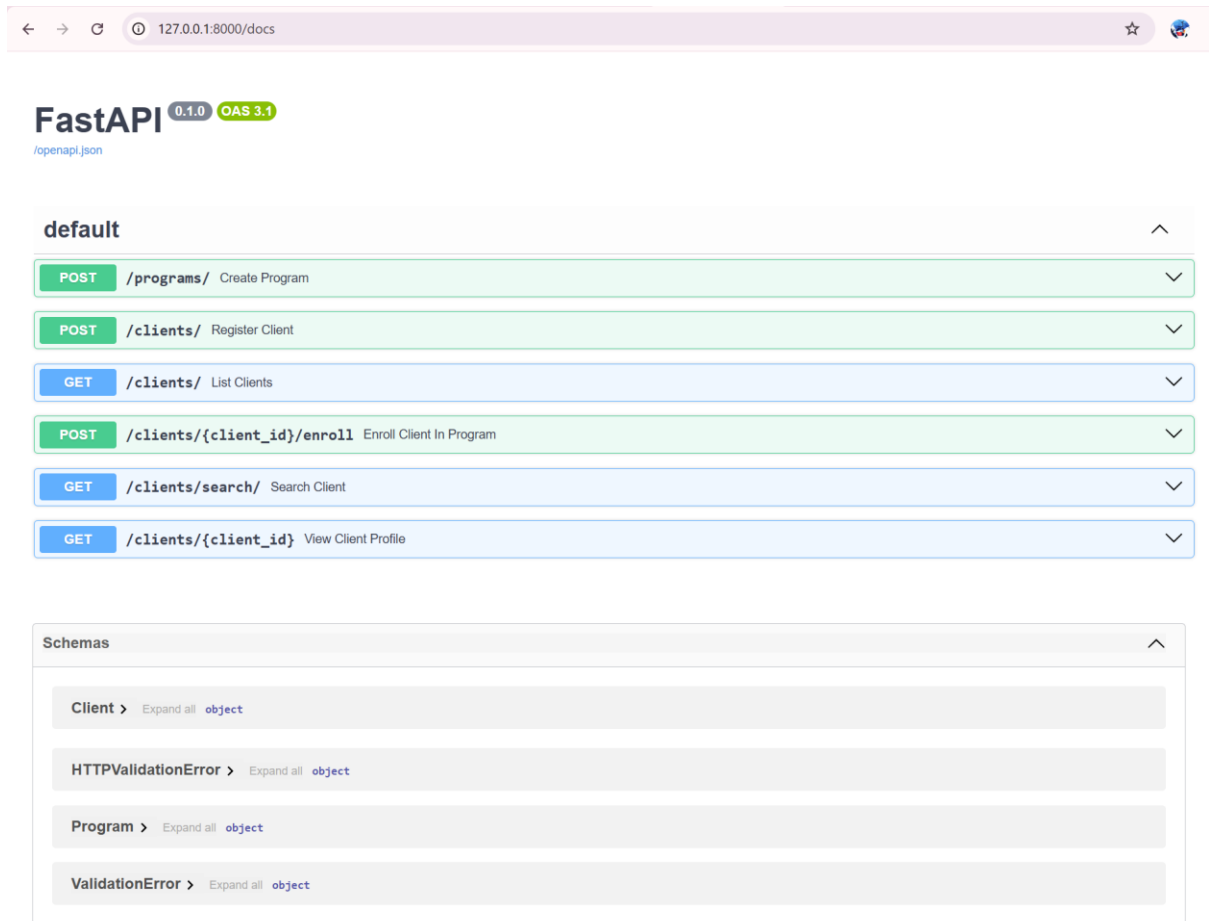 127.0.0.1:8000/docs
FastAPI 0.1.0 OAS 3.1
/openapi.json
default
POST /programs/ Create Program
POST /clients/ Register Client
GET /clients/ List Clients
POST /clients/{client_id}/enroll Enroll Client In Program
GET /clients/search/ Search Client
GET /clients/{client_id} View Client Profile
Schemas
Client Expand all object
HTTPValidationError Expand all object
Program Expand all object
ValidationError Expand all object